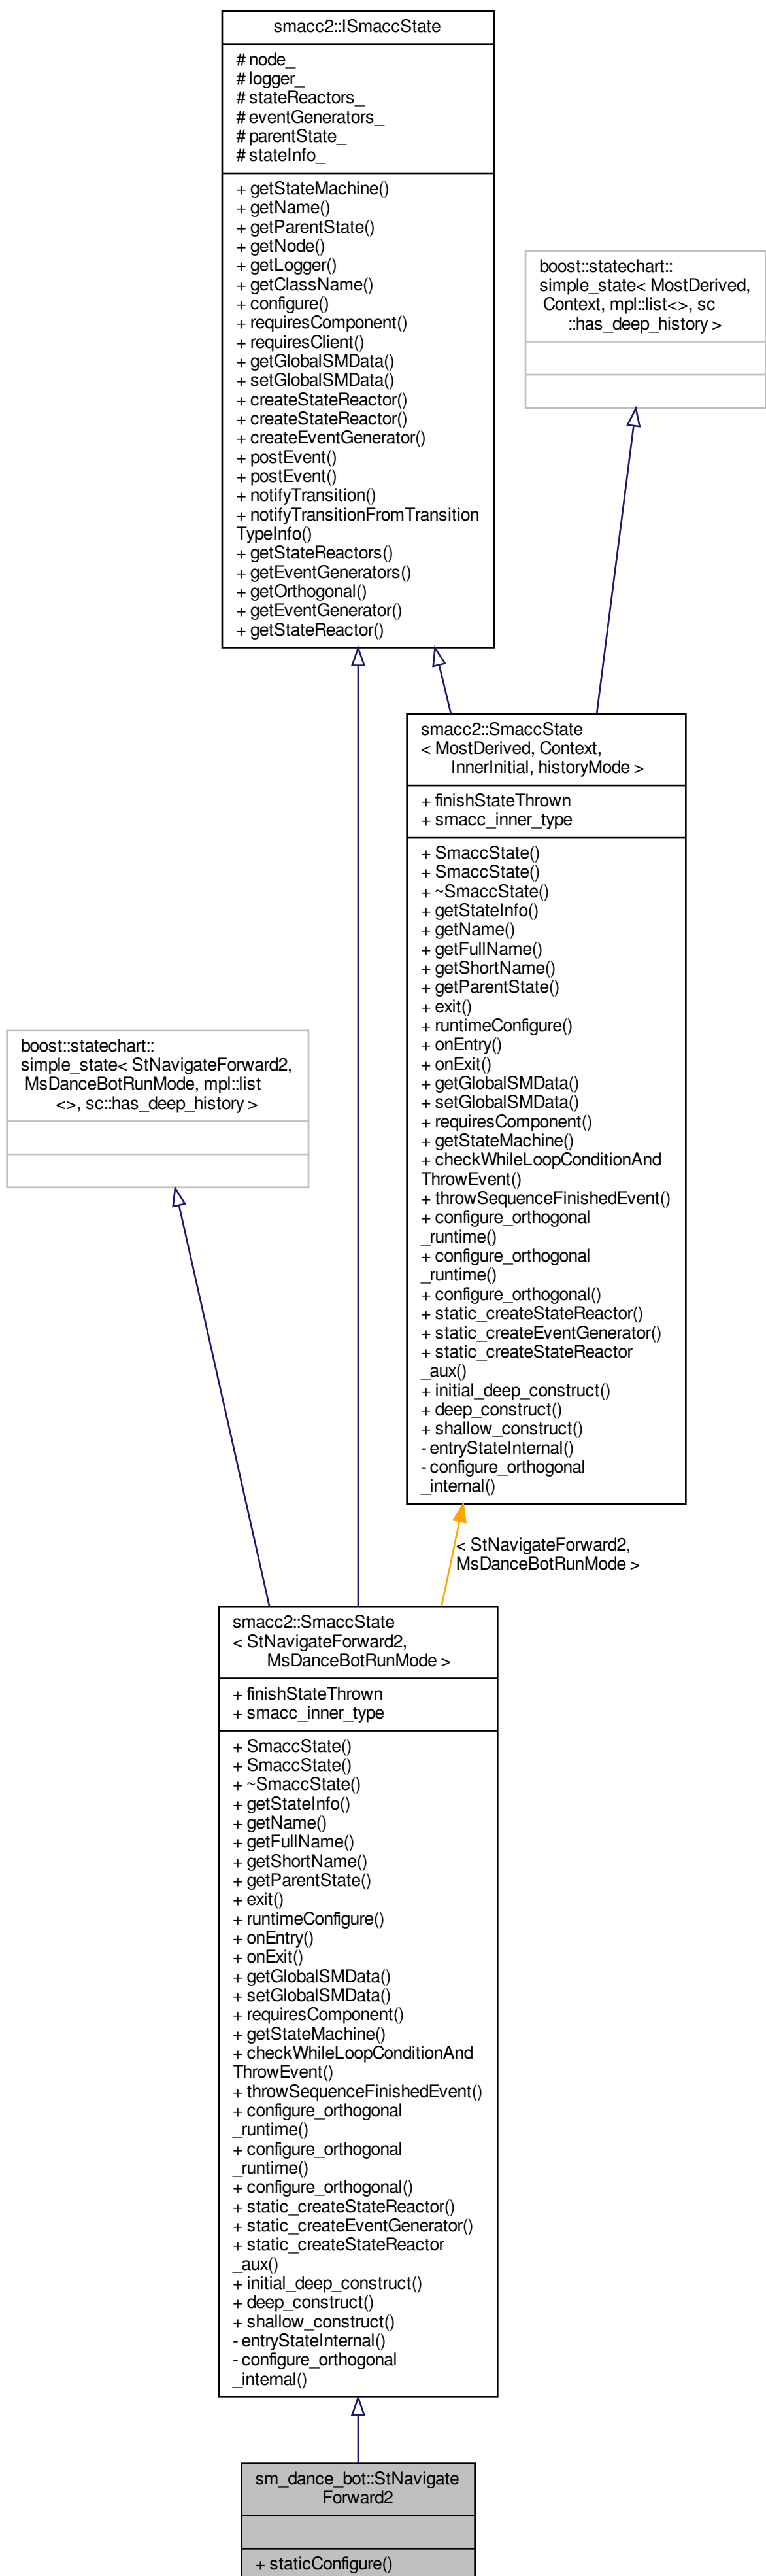 smacc2::ISmaccState
# node_
# logger_
# stateReactors_
# eventGenerators_
# parentState_
# stateInfo_
+ getStateMachine()
+ getName()
+ getParentState()
+ getNode()
+ getLogger()
+ getClassName()
+ configure()
+ requiresComponent()
+ requiresClient()
+ getGlobalSMData()
+ setGlobalSMData()
+ createStateReactor()
+ createStateReactor()
+ createEventGenerator()
+ postEvent()
+ postEvent()
+ notifyTransition()
+ notifyTransitionFromTransition
TypeInfo()
+ getStateReactors()
+ getEventGenerators()
+ getOrthogonal()
+ getEventGenerator()
+ getStateReactor()
boost::statechart::
simple_state< MostDerived,
Context, mpl::list<>, sc
::has_deep_history >
smacc2::SmaccState
< MostDerived, Context,
InnerInitial, historyMode >
+ finishStateThrown
+ smacc_inner_type
+ SmaccState()
+ SmaccState()
+ ~SmaccState()
+ getStateInfo()
+ getName()
+ getFullName()
+ getShortName()
+ getParentState()
+ exit()
+ runtimeConfigure()
+ onEntry()
+ onExit()
+ getGlobalSMData()
+ setGlobalSMData()
+ requiresComponent()
+ getStateMachine()
+ checkWhileLoopConditionAnd
ThrowEvent()
+ throwSequenceFinishedEvent()
+ configure_orthogonal
_runtime()
+ configure_orthogonal
_runtime()
+ configure_orthogonal()
+ static_createStateReactor()
+ static_createEventGenerator()
+ static_createStateReactor
_aux()
+ initial_deep_construct()
+ deep_construct()
+ shallow_construct()
- entryStateInternal()
- configure_orthogonal
_internal()
boost::statechart::
simple_state< StNavigateForward2,
MsDanceBotRunMode, mpl::list
<>, sc::has_deep_history >
< StNavigateForward2,
MsDanceBotRunMode >
smacc2::SmaccState
< StNavigateForward2,
MsDanceBotRunMode >
+ finishStateThrown
+ smacc_inner_type
+ SmaccState()
+ SmaccState()
+ ~SmaccState()
+ getStateInfo()
+ getName()
+ getFullName()
+ getShortName()
+ getParentState()
+ exit()
+ runtimeConfigure()
+ onEntry()
+ onExit()
+ getGlobalSMData()
+ setGlobalSMData()
+ requiresComponent()
+ getStateMachine()
+ checkWhileLoopConditionAnd
ThrowEvent()
+ throwSequenceFinishedEvent()
+ configure_orthogonal
_runtime()
+ configure_orthogonal
_runtime()
+ configure_orthogonal()
+ static_createStateReactor()
+ static_createEventGenerator()
+ static_createStateReactor
_aux()
+ initial_deep_construct()
+ deep_construct()
+ shallow_construct()
- entryStateInternal()
- configure_orthogonal
_internal()
sm_dance_bot::StNavigate
Forward2
+ staticConfigure()